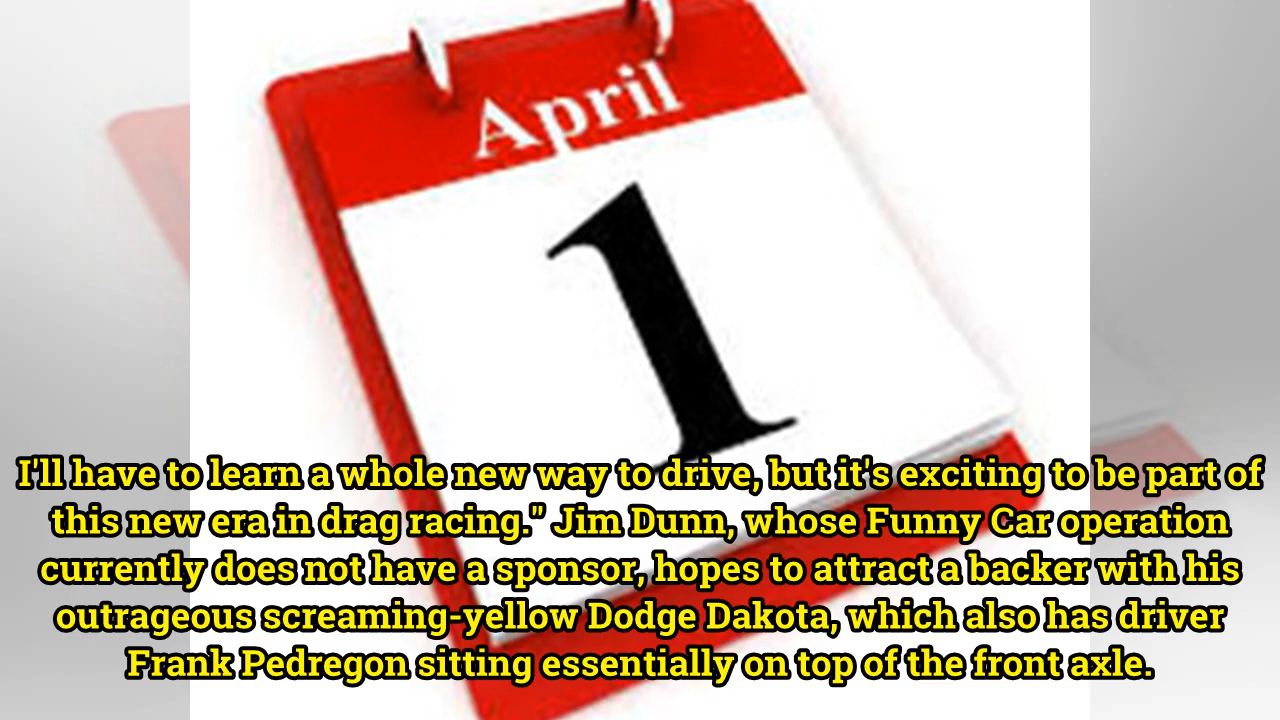 April
1
I'll have to learn a whole new way to drive, but it's exciting to be part of
this new era in drag racing." Jim Dunn, whose Funny Car operation
currently does not have a sponsor, hopes to attract a backer with his
outrageous screaming-yellow Dodge Dakota, which also has driver
Frank Pedregon sitting essentially on top of the front axle.